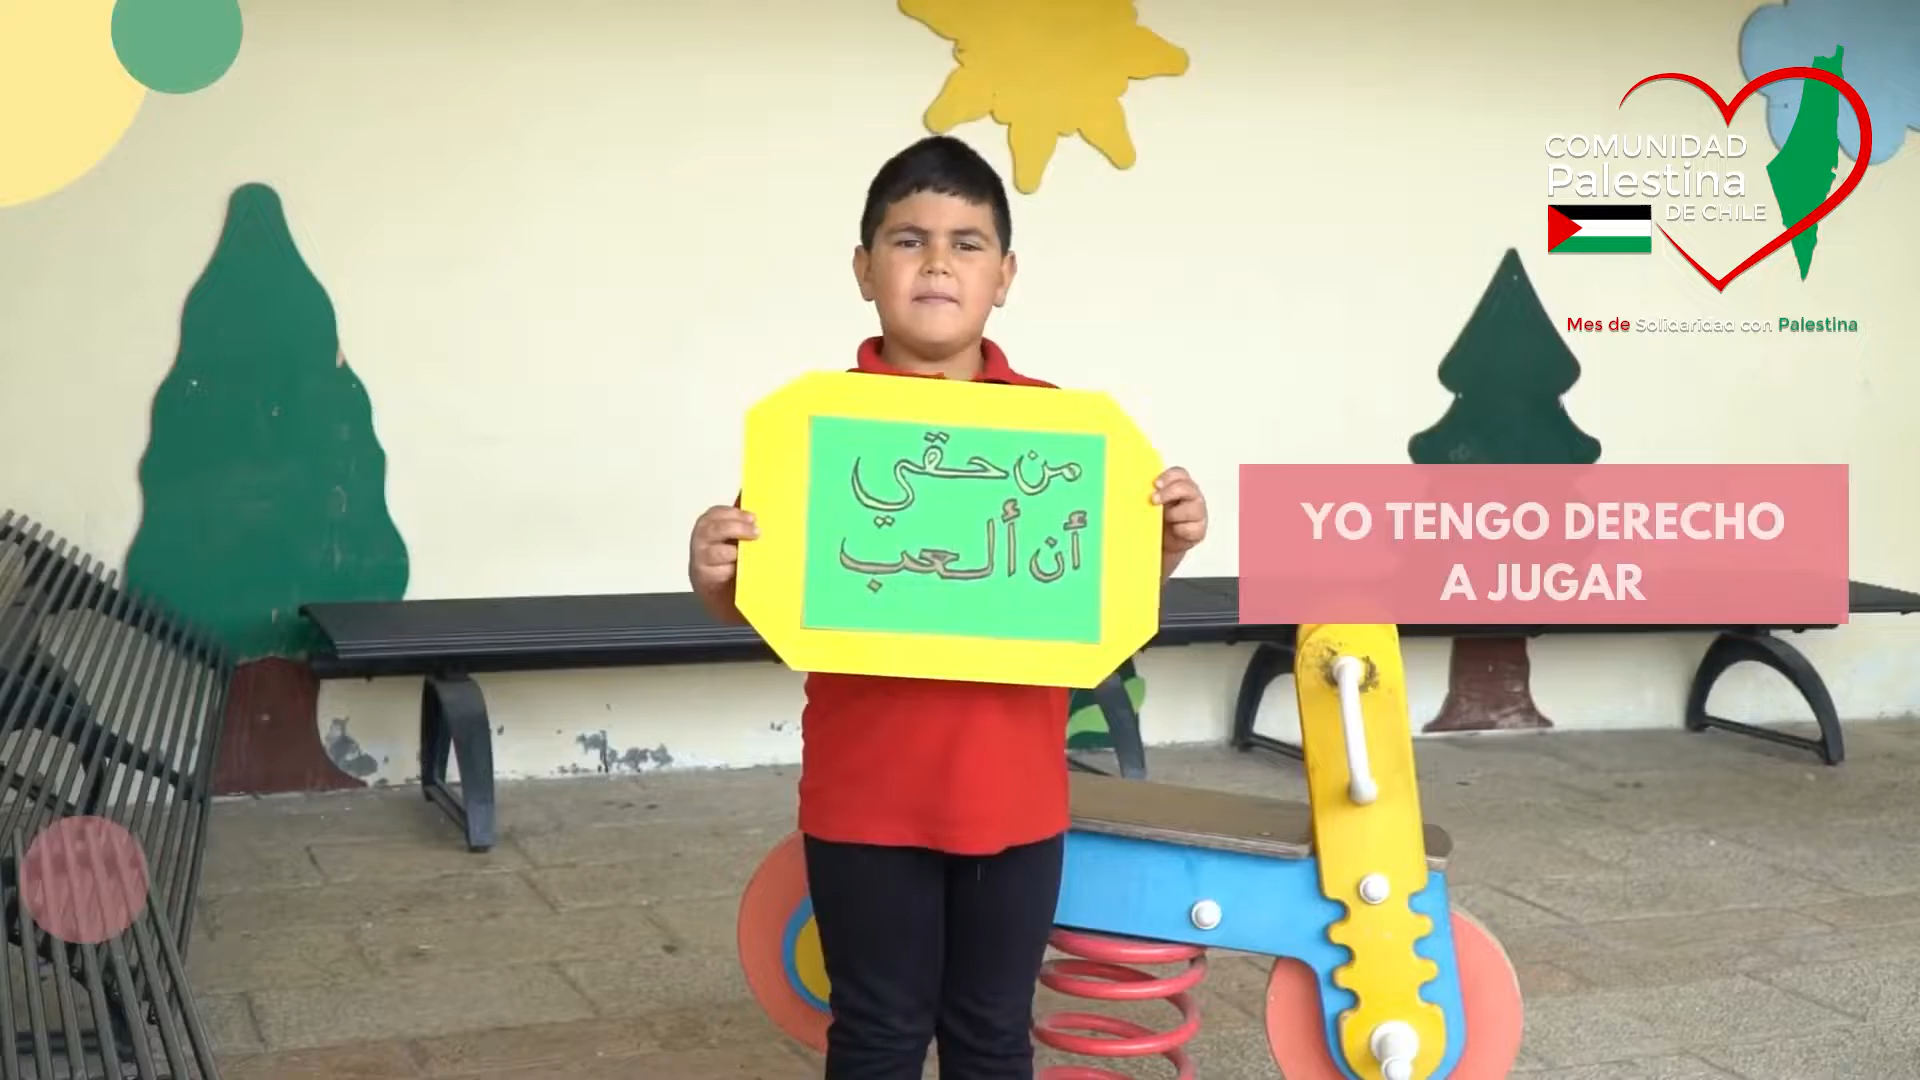 COMUNIDAD
Palestina
DE CHILE
Mes de Solidaridad con Palestina
من حقي
أن ألعب
YO TENGO DERECHO
A JUGAR